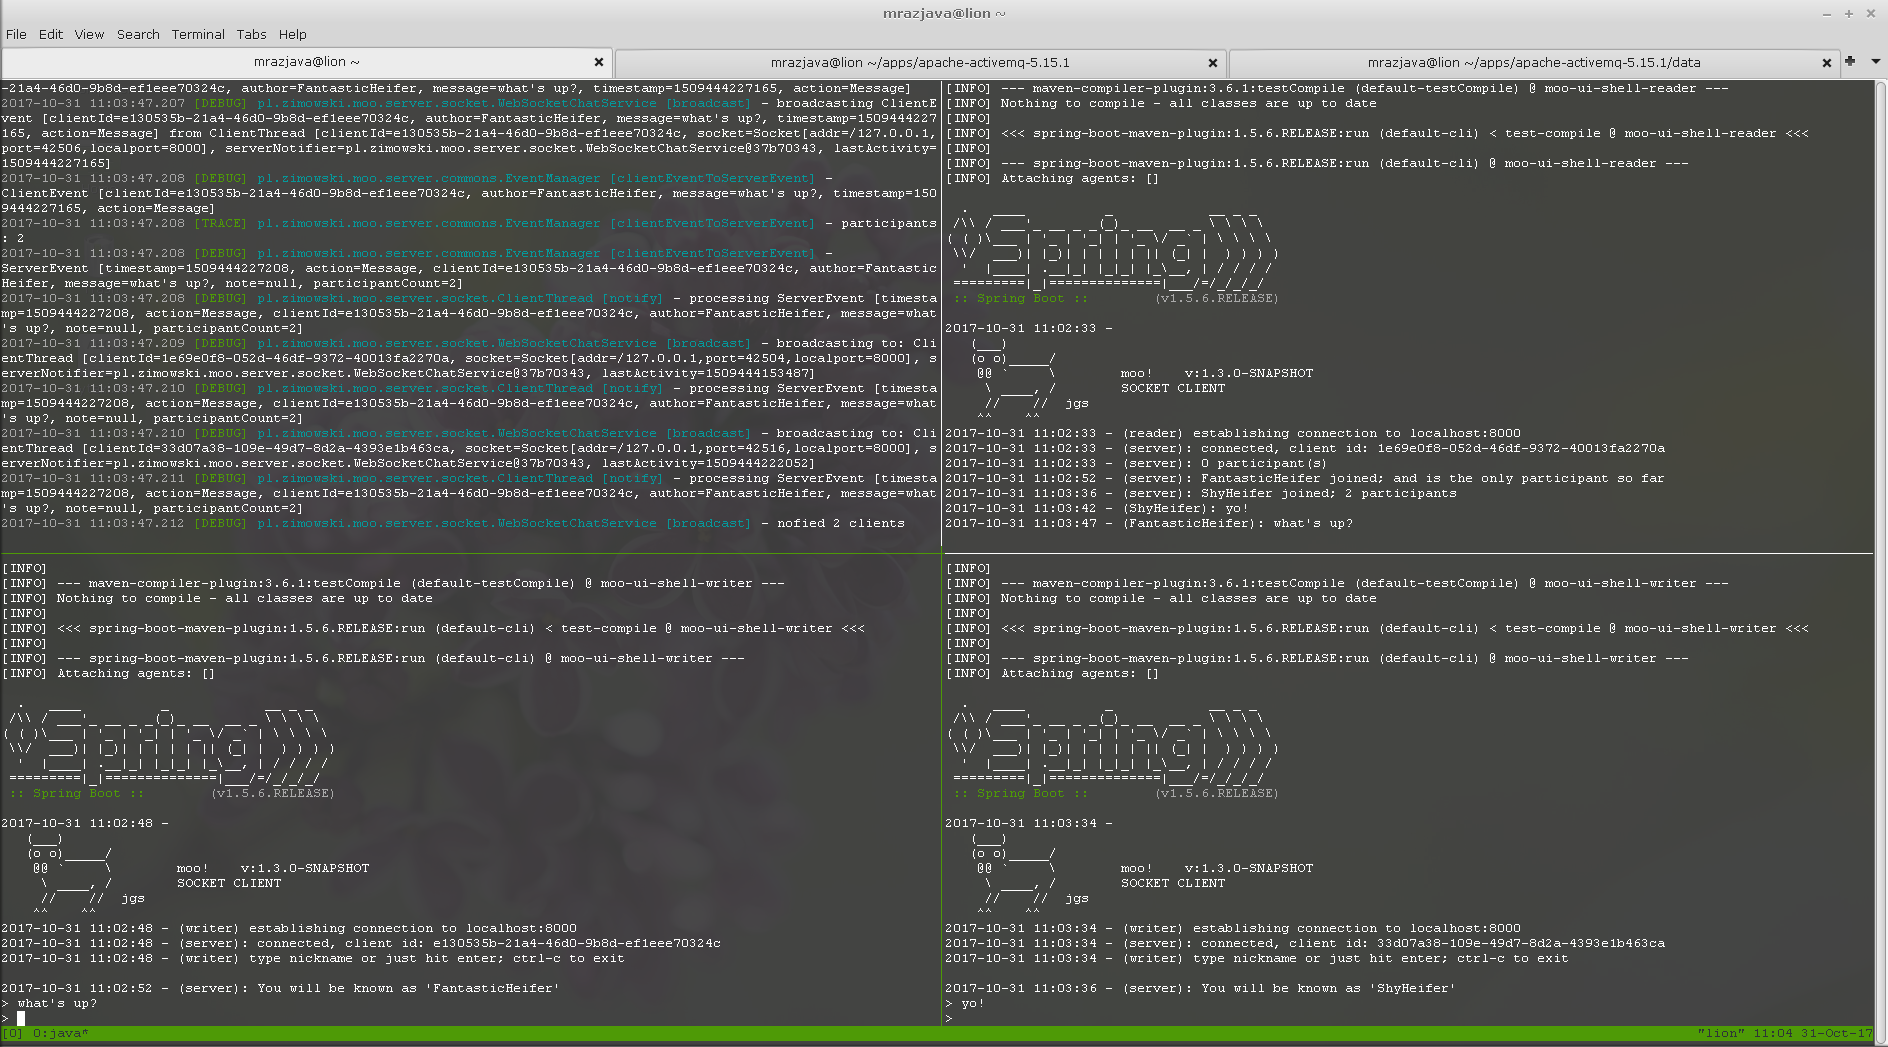 mrazjava@lion ~
File Edit View Search Terminal Tabs Help
mrazjava@lion ~
mrazjava@lion ~/apps/apache-activemq-5.15.1
mrazjava@lion ~/apps/apache-activemq-5.15.1/data
-21a4-46d0-9b8d-ef1eee70324c, author=FantasticHeifer, message=what's up?, timestamp=1509444227165, action=Message]
2017-10-31 11:03:47.207 [DEBUG] pl.zimowski.moo.server.socket.WebSocketChatService [broadcast] - broadcasting ClientE
vent [clientId=e130535b-21a4-46d0-9b8d-ef1eee70324c, author=FantasticHeifer, message=what's up?, timestamp=1509444227
165, action=Message] from ClientThread [clientId=e130535b-21a4-46d0-9b8d-ef1eee70324c, socket=Socket[addr=/127.0.0.1,
port=42506,localport=8000], serverNotifier=pl.zimowski.moo.server.socket.WebSocketChatService@37b70343, lastActivity=
1509444227165]
2017-10-31 11:03:47.208 [DEBUG] pl.zimowski.moo.server.commons.EventManager [clientEventToServerEvent] -
ClientEvent [clientId=e130535b-21a4-46d0-9b8d-ef1eee70324c, author=FantasticHeifer, message=what's up?, timestamp=150
9444227165, action=Message]
2017-10-31 11:03:47.208 [TRACE] pl.zimowski.moo.server.commons.EventManager [clientEventToServerEvent] - participants
: 2
2017-10-31 11:03:47.208 [DEBUG] pl.zimowski.moo.server.commons.EventManager [clientEventToServerEvent] -
ServerEvent [timestamp=1509444227208, action=Message, clientId=e130535b-21a4-46d0-9b8d-ef1eee70324c, author=Fantastic
Heifer, message=what's up?, note=null, participantCount=2]
2017-10-31 11:03:47.208 [DEBUG] pl.zimowski.moo.server.socket.ClientThread [notify] - processing ServerEvent [timesta
mp=1509444227208, action=Message, clientId=e130535b-21a4-46d0-9b8d-ef1eee70324c, author=FantasticHeifer, message=what
's up?, note=null, participantCount=2]
2017-10-31 11:03:47.209 [DEBUG] pl.zimowski.moo.server.socket.WebSocketChatService [broadcast] - broadcasting to: Cli
entThread [clientId=1e69e0f8-052d-46df-9372-40013fa2270a, socket=Socket[addr=/127.0.0.1,port=42504,localport=8000], s
erverNotifier=pl.zimowski.moo.server.socket.WebSocketChatService@37b70343, lastActivity=1509444153487]
2017-10-31 11:03:47.210 [DEBUG] pl.zimowski.moo.server.socket.ClientThread [notify] - processing ServerEvent [timesta
mp=1509444227208, action=Message, clientId=e130535b-21a4-46d0-9b8d-ef1eee70324c, author=FantasticHeifer, message=what
's up?, note=null, participantCount=2]
2017-10-31 11:03:47.210 [DEBUG] pl.zimowski.moo.server.socket.WebSocketChatService [broadcast] - broadcasting to: Cli
entThread [clientId=33d07a38-109e-49d7-8d2a-4393e1b463ca, socket=Socket[addr=/127.0.0.1,port=42516,localport=8000], s
erverNotifier=pl.zimowski.moo.server.socket.WebSocketChatService@37b70343, lastActivity=1509444222052]
2017-10-31 11:03:47.211 [DEBUG] pl.zimowski.moo.server.socket.ClientThread [notify] - processing ServerEvent [timesta
mp=1509444227208, action=Message, clientId=e130535b-21a4-46d0-9b8d-ef1eee70324c, author=FantasticHeifer, message=what
's up?, note=null, participantCount=2]
2017-10-31 11:03:47.212 [DEBUG] pl.zimowski.moo.server.socket.WebSocketChatService [broadcast] - nofied 2 clients
[INFO] --- maven-compiler-plugin:3.6.1:testCompile (default-testCompile) @ moo-ui-shell-reader ---
[INFO] Nothing to compile - all classes are up to date
[INFO]
[INFO] <<< spring-boot-maven-plugin:1.5.6.RELEASE:run (default-cli) < test-compile @ moo-ui-shell-reader <<<
[INFO]
[INFO] --- spring-boot-maven-plugin:1.5.6.RELEASE:run (default-cli) @ moo-ui-shell-reader ---
[INFO] Attaching agents: []
Spring
:: Spring Boot :: (v1.5.6.RELEASE)
2017-10-31 11:02:33 -
moo! v:1.3.0-SNAPSHOT
SOCKET CLIENT
jgs
2017-10-31 11:02:33 - (reader) establishing connection to localhost:8000
2017-10-31 11:02:33 - (server): connected, client id: 1e69e0f8-052d-46df-9372-40013fa2270a
2017-10-31 11:02:33 - (server): 0 participant(s)
2017-10-31 11:02:52 - (server): FantasticHeifer joined; and is the only participant so far
2017-10-31 11:03:36 - (server): ShyHeifer joined; 2 participants
2017-10-31 11:03:42 - (ShyHeifer): yo!
2017-10-31 11:03:47 - (FantasticHeifer): what's up?
[INFO]
[INFO] --- maven-compiler-plugin:3.6.1:testCompile (default-testCompile) @ moo-ui-shell-writer ---
[INFO] Nothing to compile - all classes are up to date
[INFO]
[INFO] <<< spring-boot-maven-plugin:1.5.6.RELEASE:run (default-cli) < test-compile @ moo-ui-shell-writer <<<
[INFO]
[INFO] --- spring-boot-maven-plugin:1.5.6.RELEASE:run (default-cli) @ moo-ui-shell-writer ---
[INFO] Attaching agents: []
Spring
:: Spring Boot :: (v1.5.6.RELEASE)
2017-10-31 11:02:48 -
moo! v:1.3.0-SNAPSHOT
SOCKET CLIENT
jgs
2017-10-31 11:02:48 - (writer) establishing connection to localhost:8000
2017-10-31 11:02:48 - (server): connected, client id: e130535b-21a4-46d0-9b8d-ef1eee70324c
2017-10-31 11:02:48 - (writer) type nickname or just hit enter; ctrl-c to exit
2017-10-31 11:02:52 - (server): You will be known as 'FantasticHeifer'
> what's up?
>
[INFO]
[INFO] --- maven-compiler-plugin:3.6.1:testCompile (default-testCompile) @ moo-ui-shell-writer ---
[INFO] Nothing to compile - all classes are up to date
[INFO]
[INFO] <<< spring-boot-maven-plugin:1.5.6.RELEASE:run (default-cli) < test-compile @ moo-ui-shell-writer <<<
[INFO]
[INFO] --- spring-boot-maven-plugin:1.5.6.RELEASE:run (default-cli) @ moo-ui-shell-writer ---
[INFO] Attaching agents: []
Spring
:: Spring Boot :: (v1.5.6.RELEASE)
2017-10-31 11:03:34 -
moo! v:1.3.0-SNAPSHOT
SOCKET CLIENT
jgs
2017-10-31 11:03:34 - (writer) establishing connection to localhost:8000
2017-10-31 11:03:34 - (server): connected, client id: 33d07a38-109e-49d7-8d2a-4393e1b463ca
2017-10-31 11:03:34 - (writer) type nickname or just hit enter; ctrl-c to exit
2017-10-31 11:03:36 - (server): You will be known as 'ShyHeifer'
> yo!
>
[0] 0:java*
"lion" 11:04 31-Oct-17